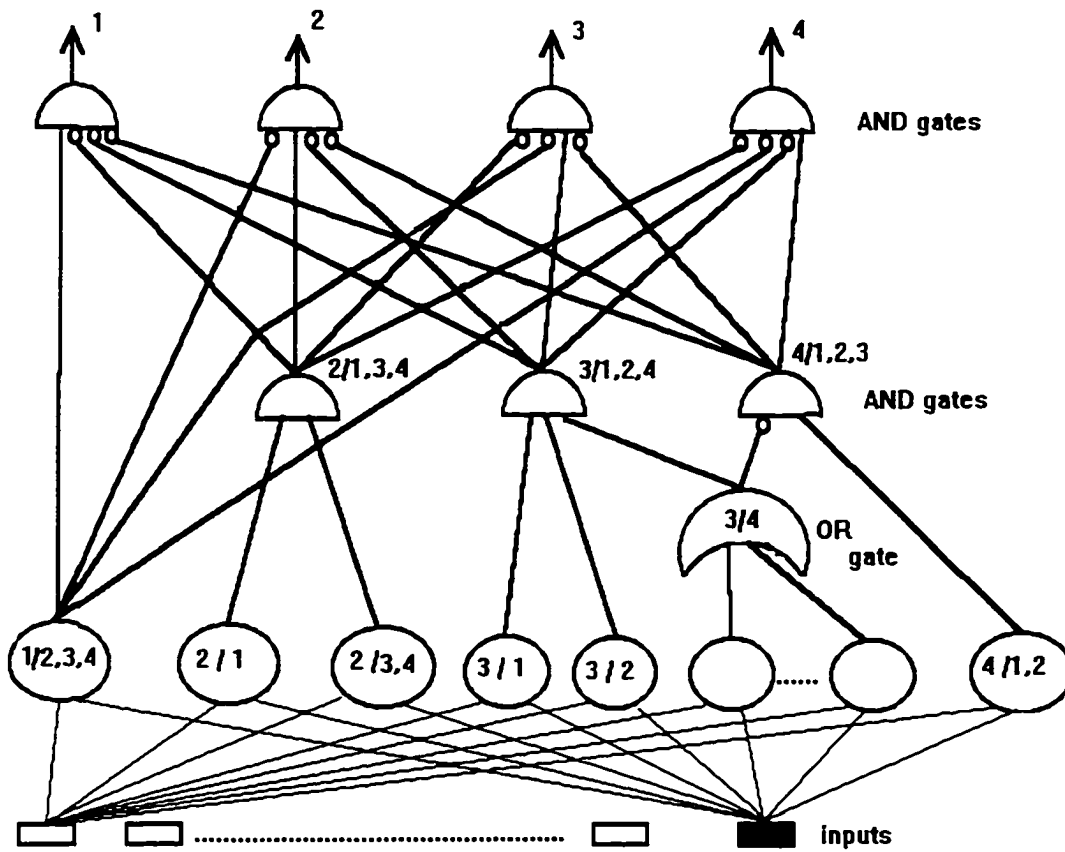 1 2 3 4
AND gates
2/1,3,4 3/1,2,4 4/1,2,3
AND gates
3/4 OR
gate
1/2,3,4 2/1 2/3,4 3/1 3/2 4/1,2
inputs